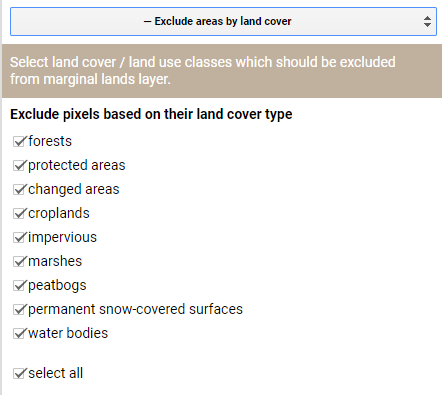 — Exclude areas by land cover
Select land cover / land use classes which should be excluded
from marginal lands layer.
Exclude pixels based on their land cover type
forests
protected areas
changed areas
croplands
impervious
marshes
peatbogs
permanent snow-covered surfaces
water bodies
select all